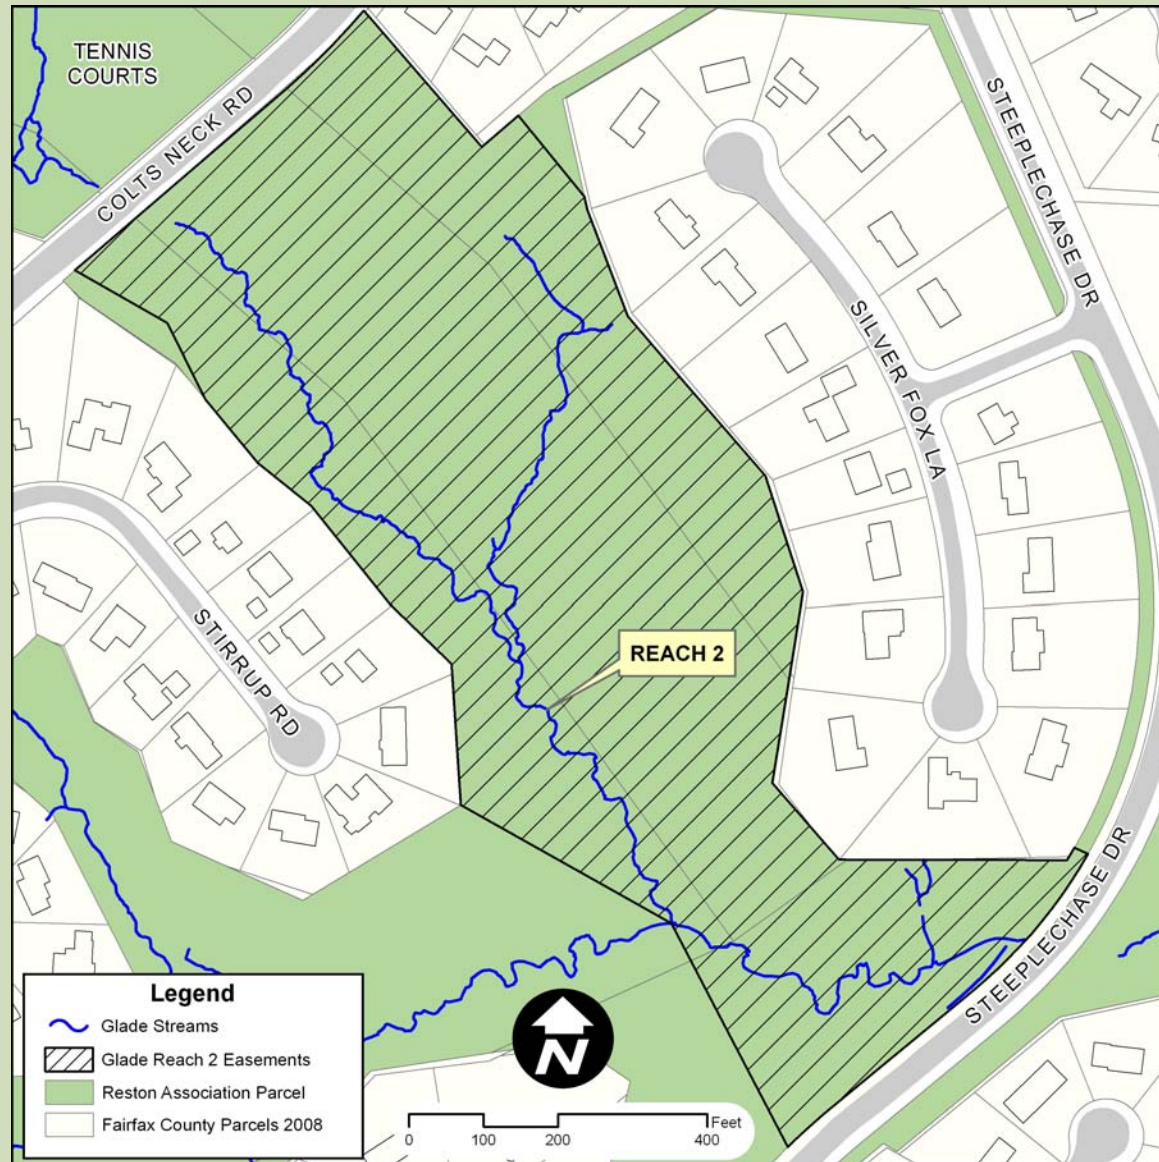 TENNIS
COURTS
COLTS NECK RD
STEEPLECHASE DR
SILVER FOX LA
STIRRUP RD
REACH 2
STEEPLECHASE DR
Legend
Glade Streams
Glade Reach 2 Easements
Reston Association Parcel
Fairfax County Parcels 2008
N
Feet
0 100 200 400